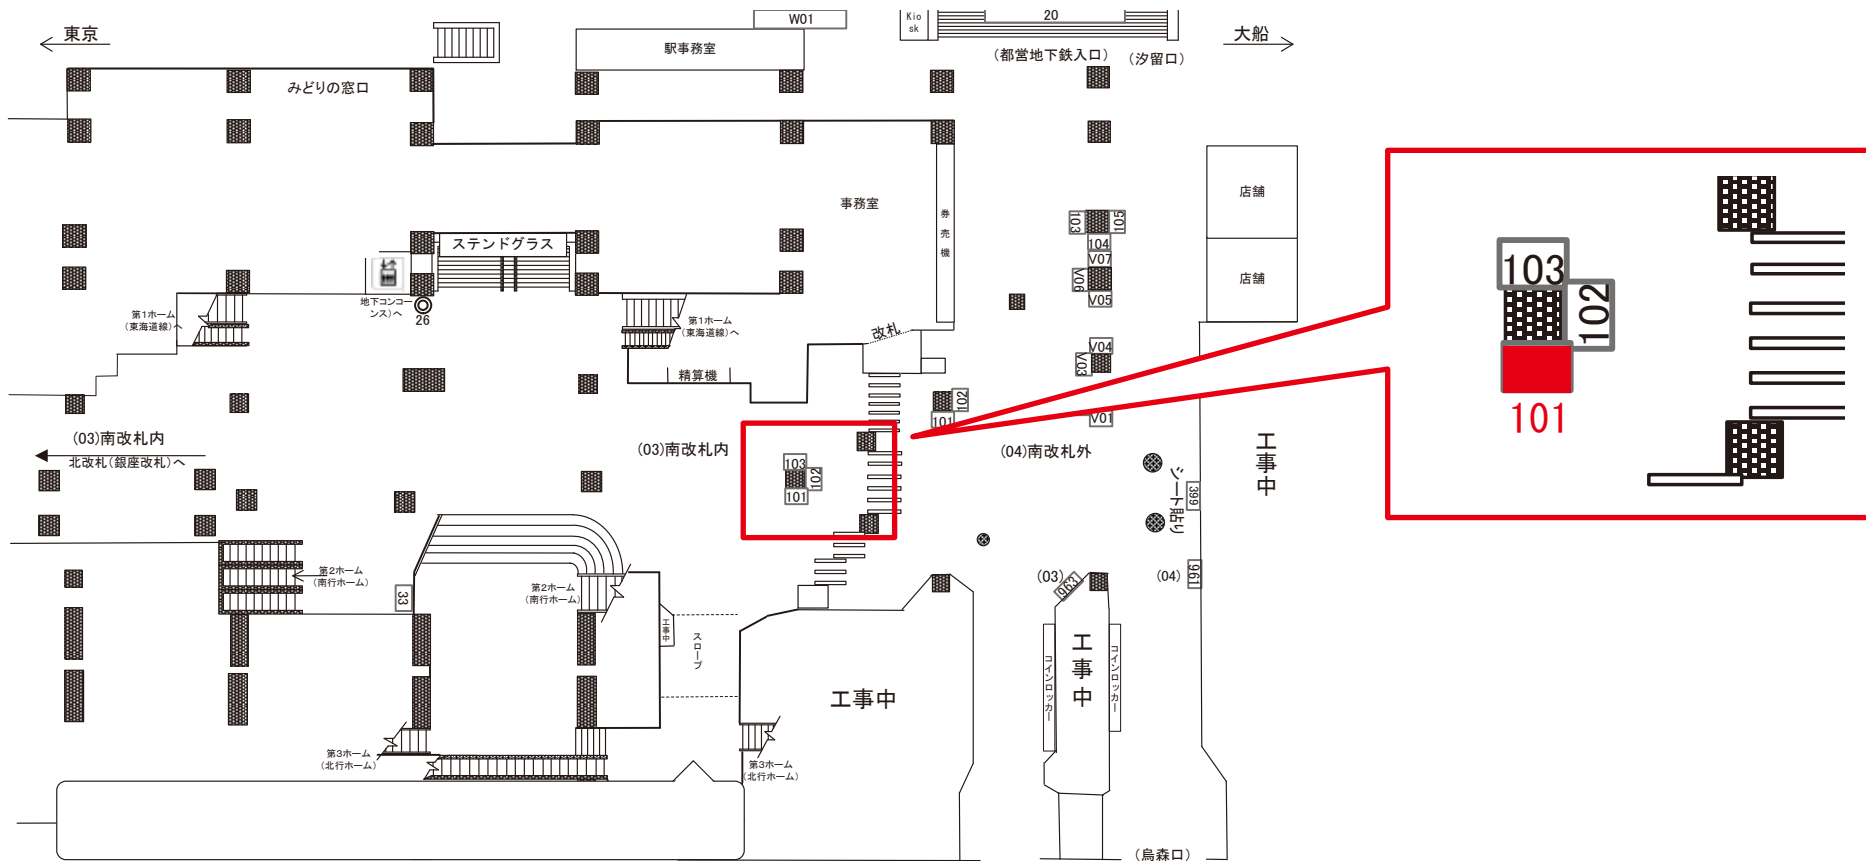 東京
W01
Kio
sk
20
大船
駅事務室
(都営地下鉄入口)
(汐留口)
みどりの窓口
店舗
事務室
券売機
103
105
104
V07
V06
V05
店舗
ステンドグラス
地下コンコー
ンス)へ
26
第1ホーム
(東海道線)へ
第1ホーム
(東海道線)へ
改札
V04
V03
精算機
102
101
V01
(03)南改札内
北改札(銀座改札)へ
(03)南改札内
(04)南改札外
103
102
101
工事中
シート貼り
399
103
102
101
第2ホーム
(南行ホーム)
33
第2ホーム
(南行ホーム)
工事中
スロープ
(03)
963
(04)
961
工事中
コインロッカー
工事中
コインロッカー
第3ホーム
(北行ホーム)
第3ホーム
(北行ホーム)
(烏森口)